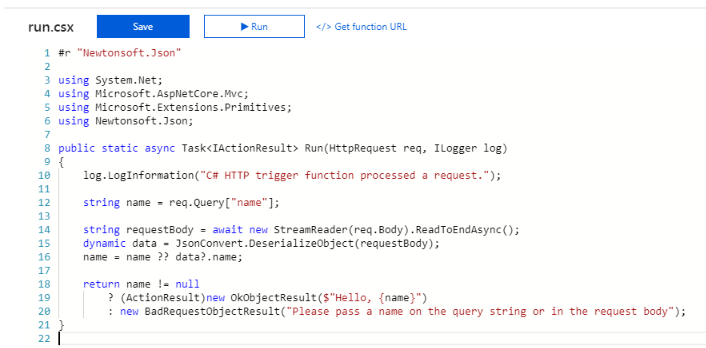 run.csx Save Run </> Get function URL
1 #r "Newtonsoft.Json"
2
3 using System.Net;
4 using Microsoft.AspNetCore.Mvc;
5 using Microsoft.Extensions.Primitives;
6 using Newtonsoft.Json;
7
8 public static async Task<IActionResult> Run(HttpRequest req, ILogger log)
9 {
10 log.LogInformation("C# HTTP trigger function processed a request.");
11
12 string name = req.Query["name"];
13
14 string requestBody = await new StreamReader(req.Body).ReadToEndAsync();
15 dynamic data = JsonConvert.DeserializeObject(requestBody);
16 name = name ?? data?.name;
17
18 return name != null
19 ? (ActionResult)new OkObjectResult($"Hello, {name}")
20 : new BadRequestObjectResult("Please pass a name on the query string or in the request body");
21 }
22